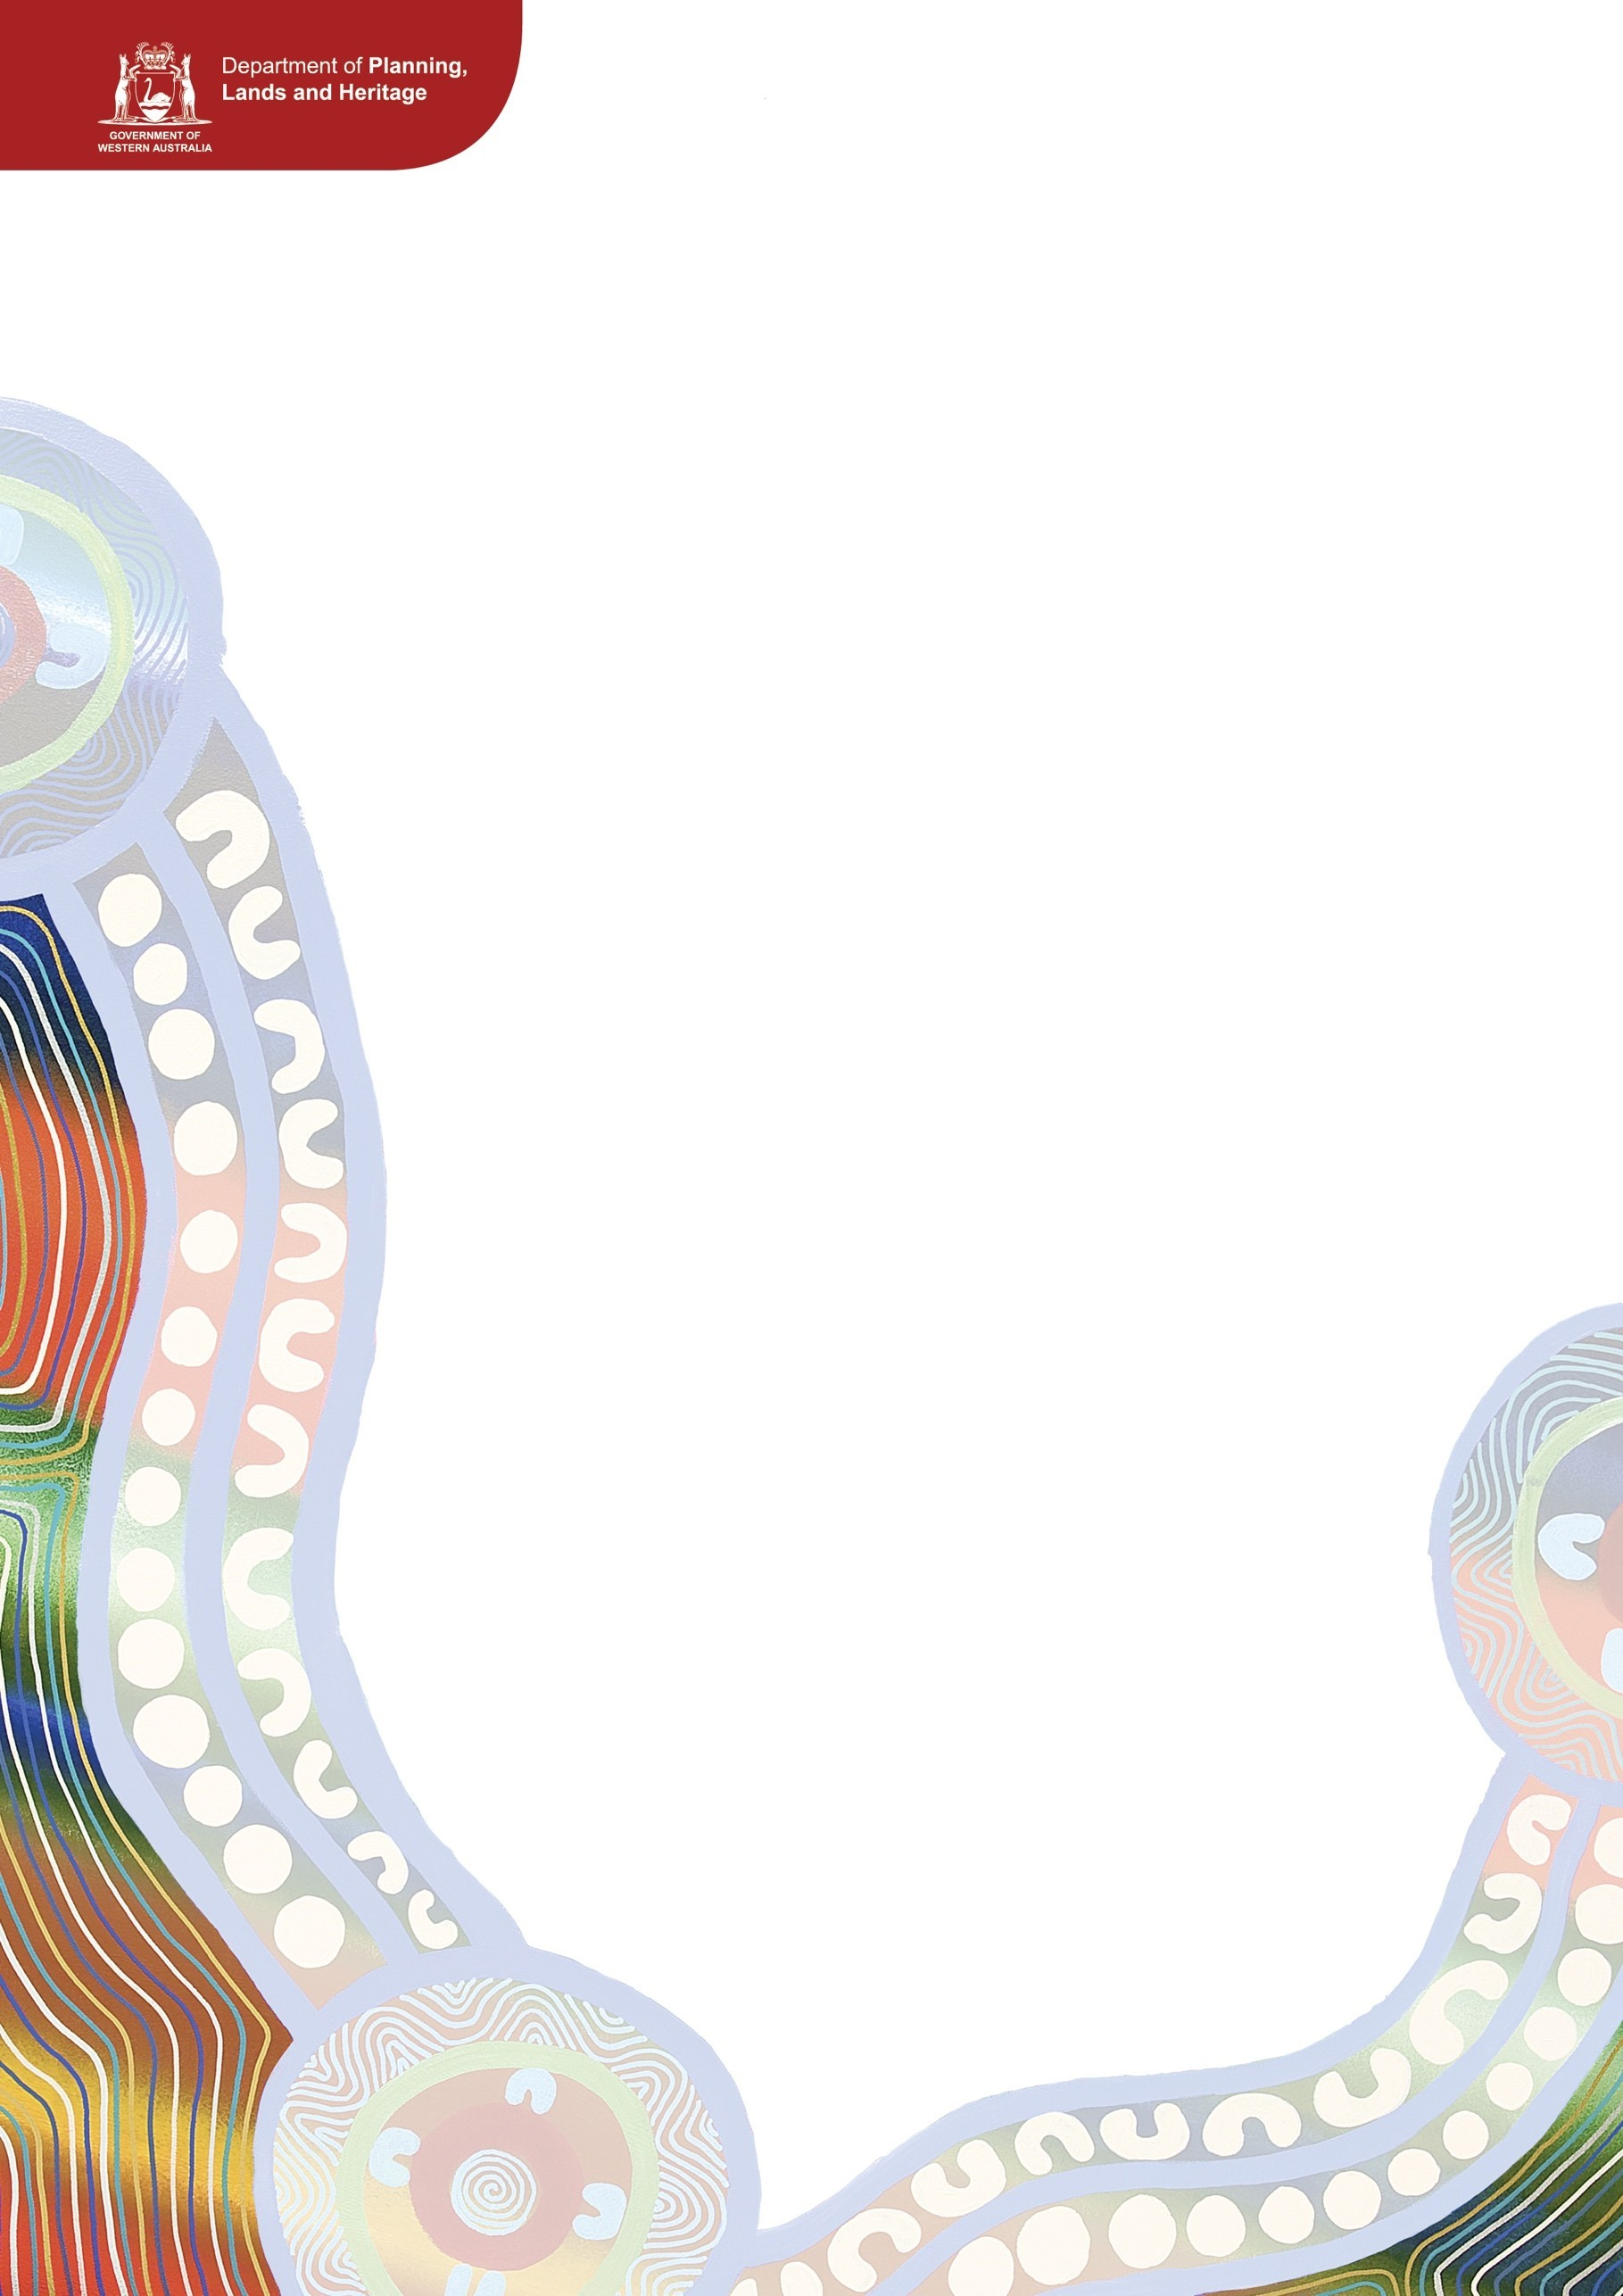 Department of Planning,
Lands and Heritage
GOVERNMENT OF
WESTERN AUSTRALIA